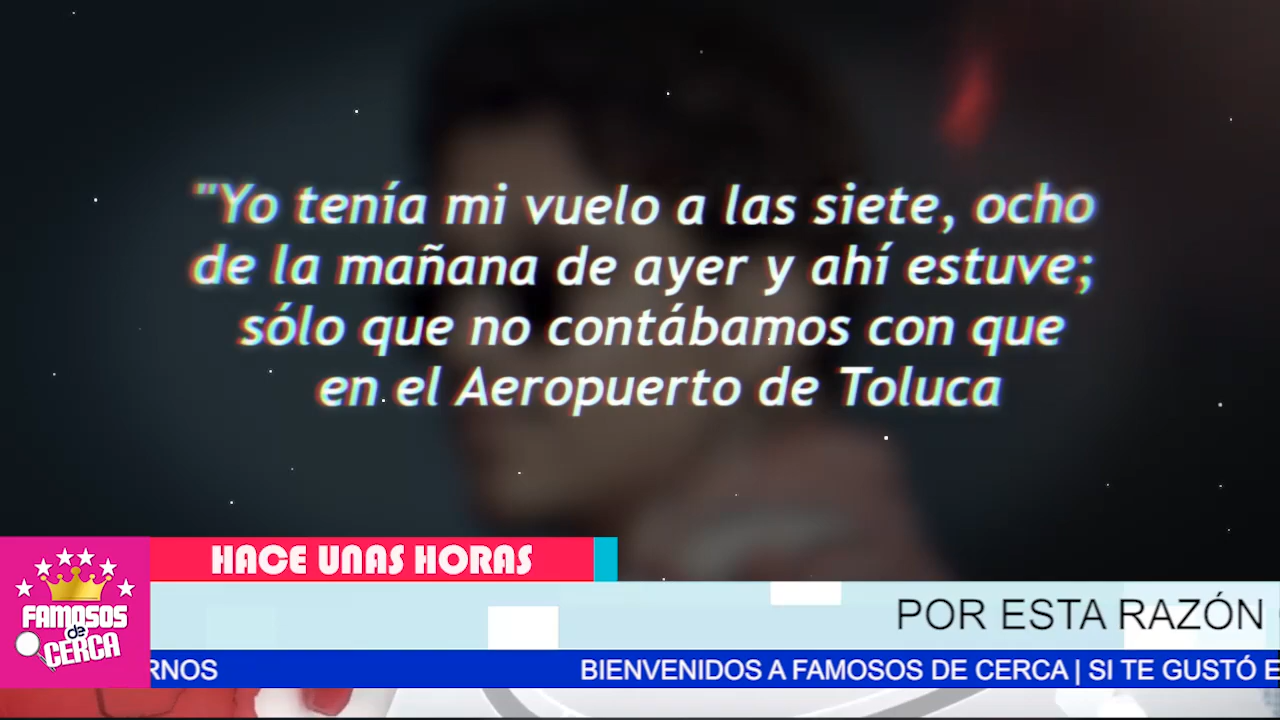 "Yo tenía mi vuelo a las siete, ocho
de la mañana de ayer y ahí estuve;
sólo que no contábamos con que
en el Aeropuerto de Toluca
HACE UNAS HORAS
FAMOSOS
de
CERCA
POR ESTA RAZÓN
RNOS BIENVENIDOS A FAMOSOS DE CERCA | SI TE GUSTÓ E